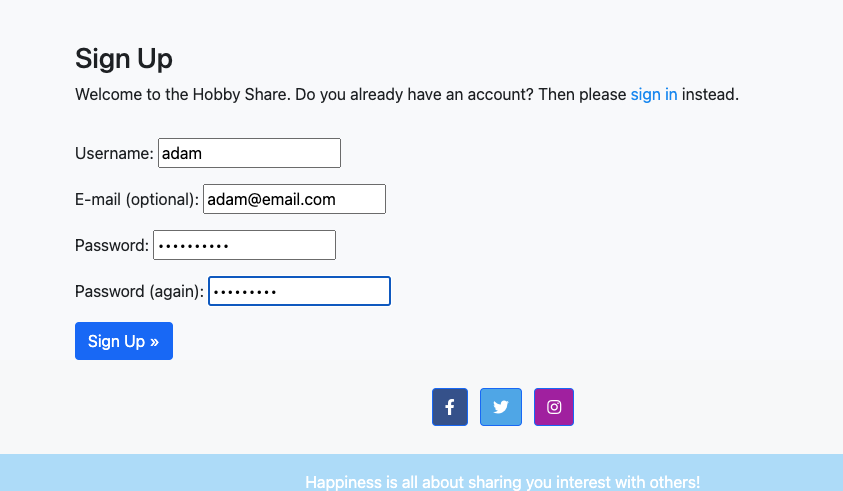 Sign Up
Welcome to the Hobby Share. Do you already have an account? Then please sign in instead.
Username: adam
E-mail (optional): adam@email.com
Password: ••••••••••
Password (again): •••••••••
Sign Up »
Happiness is all about sharing you interest with others!